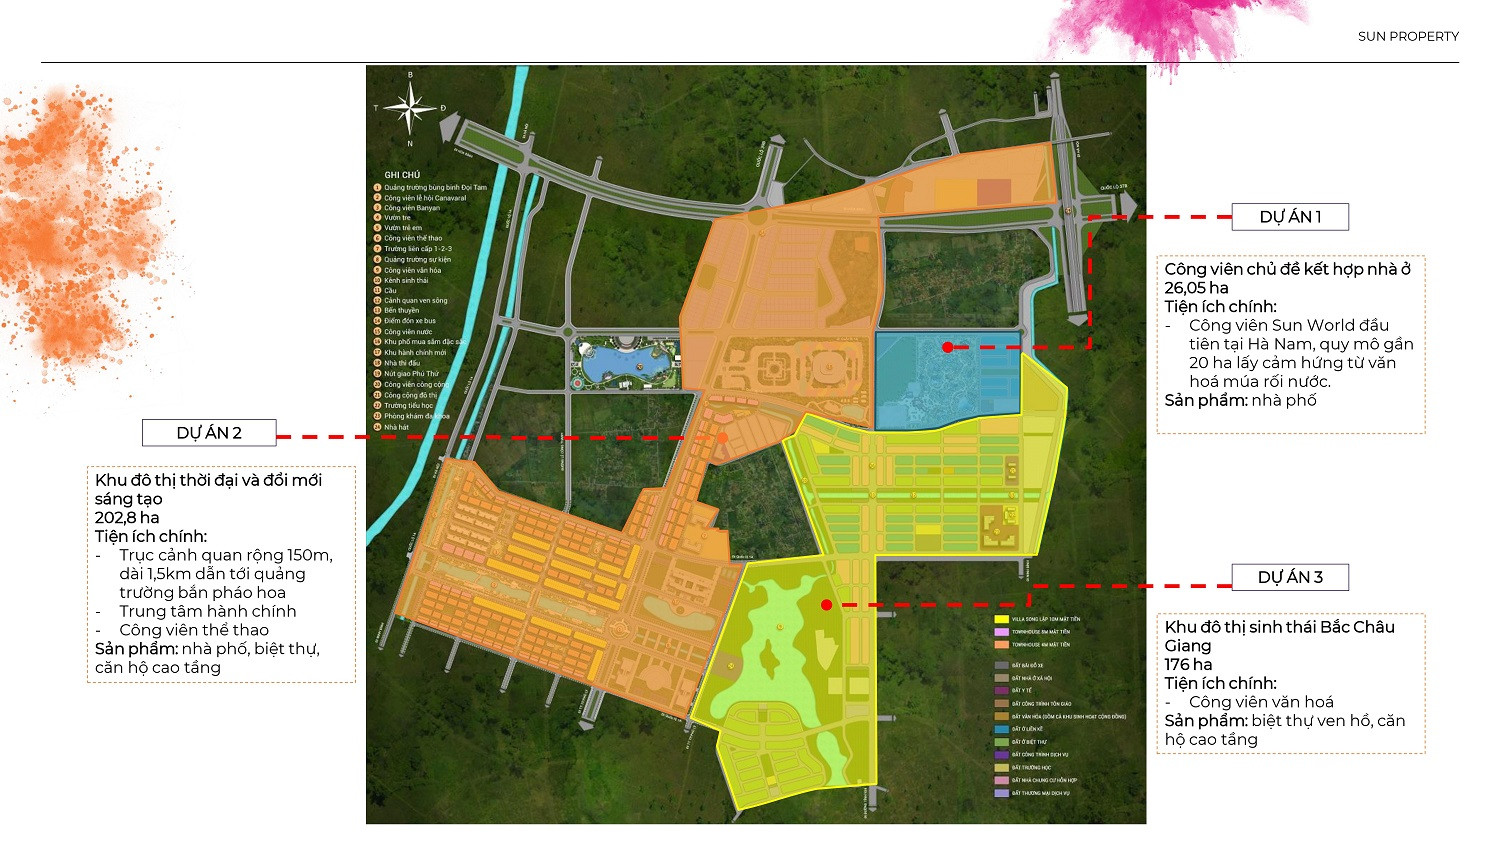 SUN PROPERTY
B
T
Đ
N
GHI CHÚ
1 Quảng trường bùng binh Đọi Tam
2 Công viên lễ hội Canavaral
3 Công viên Banyan
4 Vườn tre
5 Vườn trẻ em
6 Công viên thể thao
7 Trường liên cấp 1-2-3
8 Quảng trường sự kiện
9 Công viên văn hóa
10 Kênh sinh thái
11 Cầu
12 Cảnh quan ven sông
13 Bến thuyền
14 Điểm đón xe bus
15 Công viên nước
16 Khu phố mua sắm đặc sắc
17 Khu hành chính mới
18 Nhà thi đấu
19 Nút giao Phú Thứ
20 Công viên công cộng
21 Công cộng đô thị
22 Trường tiểu học
23 Phòng khám đa khoa
24 Nhà hát
QUỐC LỘ 38B
QUỐC LỘ 37B
QUỐC LỘ 1A
DỰ ÁN 1
Công viên chủ đề kết hợp nhà ở
26,05 ha
Tiện ích chính:
- Công viên Sun World đầu
tiên tại Hà Nam, quy mô gần
20 ha lấy cảm hứng từ văn
hoá múa rối nước.
Sản phẩm: nhà phố
DỰ ÁN 2
Khu đô thị thời đại và đổi mới
sáng tạo
202,8 ha
Tiện ích chính:
- Trục cảnh quan rộng 150m,
dài 1,5km dẫn tới quảng
trường bắn pháo hoa
- Trung tâm hành chính
- Công viên thể thao
Sản phẩm: nhà phố, biệt thự,
căn hộ cao tầng
DỰ ÁN 3
Khu đô thị sinh thái Bắc Châu
Giang
176 ha
Tiện ích chính:
- Công viên văn hoá
Sản phẩm: biệt thự ven hồ, căn
hộ cao tầng
VILLA SONG LẬP 10M MẶT TIỀN
TOWNHOUSE 5M MẶT TIỀN
TOWNHOUSE 4M MẶT TIỀN
ĐẤT BÃI ĐỖ XE
ĐẤT NHÀ Ở XÃ HỘI
ĐẤT Y TẾ
ĐẤT CÔNG TRÌNH TÔN GIÁO
ĐẤT VĂN HÓA (GỒM CẢ KHU SINH HOẠT CỘNG ĐỒNG)
ĐẤT Ở LIỀN KỀ
ĐẤT Ở BIỆT THỰ
ĐẤT CÔNG TRÌNH DỊCH VỤ
ĐẤT TRƯỜNG HỌC
ĐẤT NHÀ CHUNG CƯ HỖN HỢP
ĐẤT THƯƠNG MẠI DỊCH VỤ